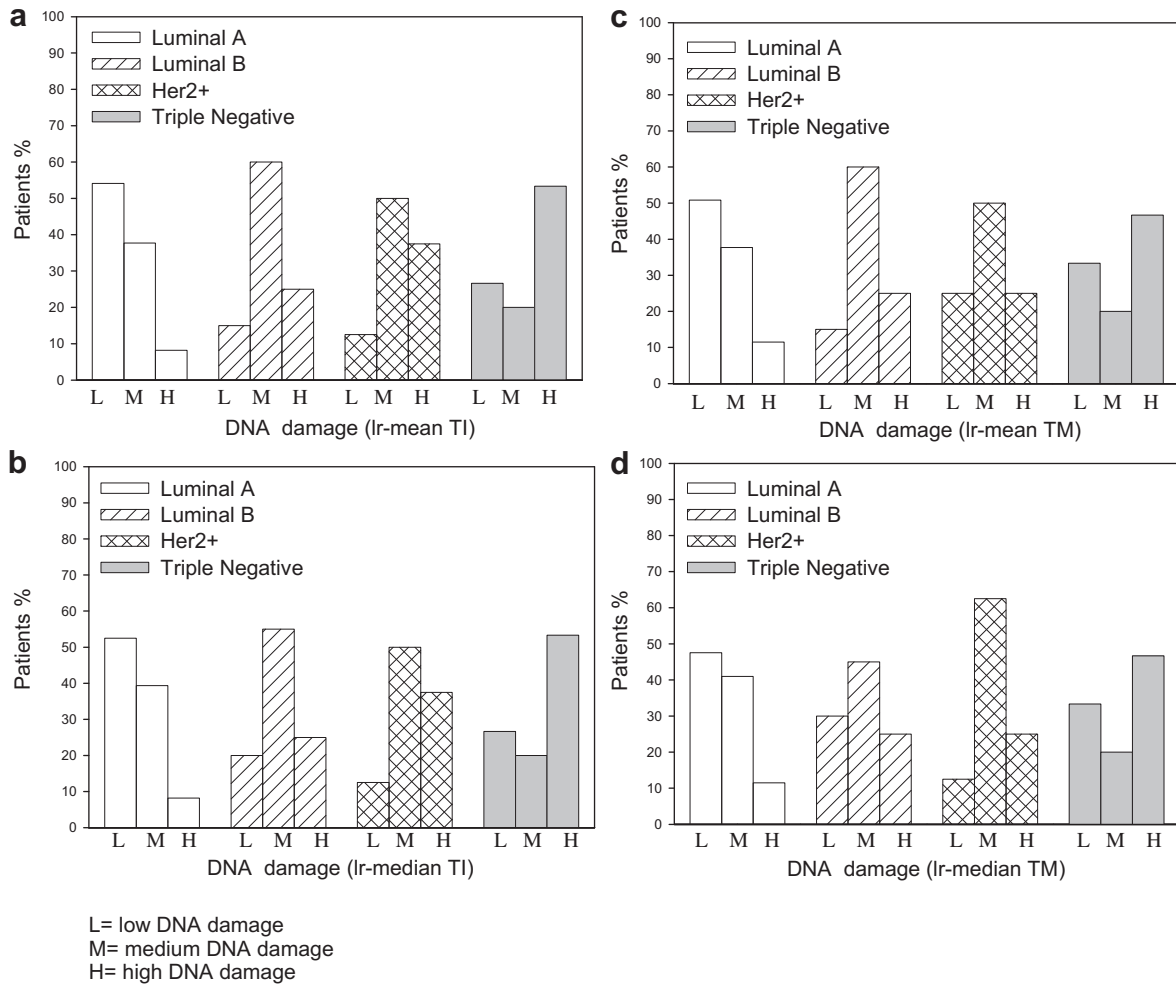 a
100
90
80
70
60
50
40
30
20
10
0
Patients %
Luminal A
Luminal B
Her2+
Triple Negative
L M H L M H L M H L M H
DNA damage (lr-mean TI)
b
100
90
80
70
60
50
40
30
20
10
0
Patients %
Luminal A
Luminal B
Her2+
Triple Negative
L M H L M H L M H L M H
DNA damage (lr-median TI)
L= low DNA damage
M= medium DNA damage
H= high DNA damage
c
100
90
80
70
60
50
40
30
20
10
0
Patients %
Luminal A
Luminal B
Her2+
Triple Negative
L M H L M H L M H L M H
DNA damage (lr-mean TM)
d
100
90
80
70
60
50
40
30
20
10
0
Patients %
Luminal A
Luminal B
Her2+
Triple Negative
L M H L M H L M H L M H
DNA damage (lr-median TM)